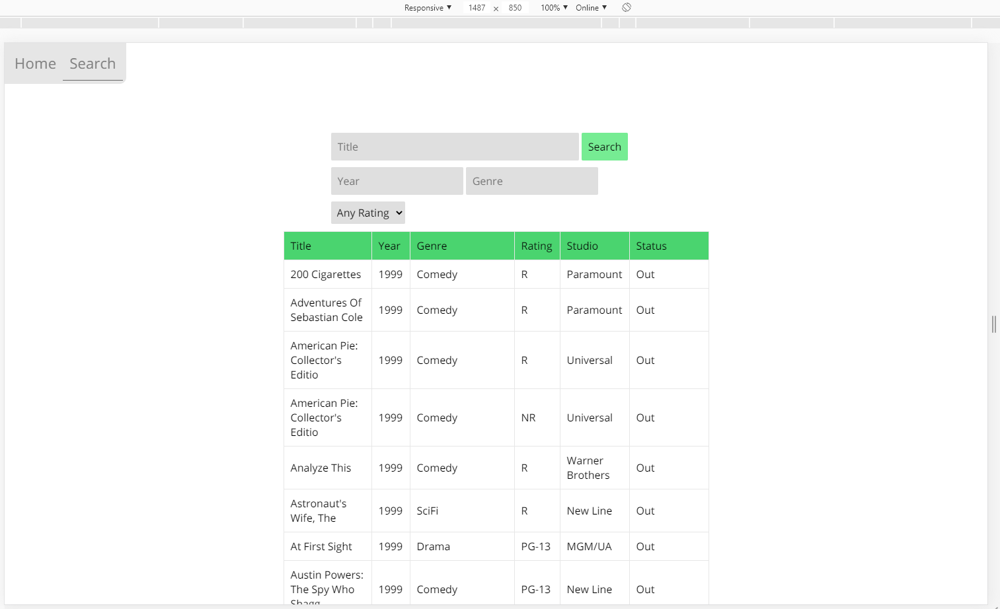 Responsive ▼ 1487 × 850 100% ▼ Online ▼
Home Search
Title Search
Year Genre
Any Rating
Title Year Genre Rating Studio Status
200 Cigarettes 1999 Comedy R Paramount Out
Adventures Of
Sebastian Cole 1999 Comedy R Paramount Out
American Pie:
Collector's 1999 Comedy R Universal Out
Editio
American Pie:
Collector's 1999 Comedy NR Universal Out
Editio
Analyze This 1999 Comedy R Warner Brothers Out
Astronaut's
Wife, The 1999 SciFi R New Line Out
At First Sight 1999 Drama PG-13 MGM/UA Out
Austin Powers:
The Spy Who 1999 Comedy PG-13 New Line Out
Shagg